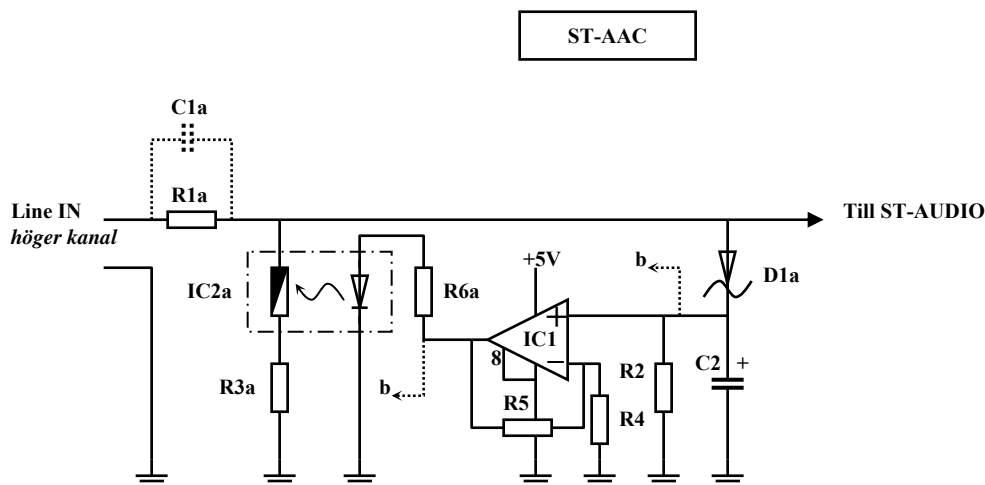 ST-AAC
C1a
R1a
Line IN
höger kanal
Till ST-AUDIO
+5V
b
D1a
IC2a
R6a
IC1
8
R2
C2
+
R3a
b
R5
R4